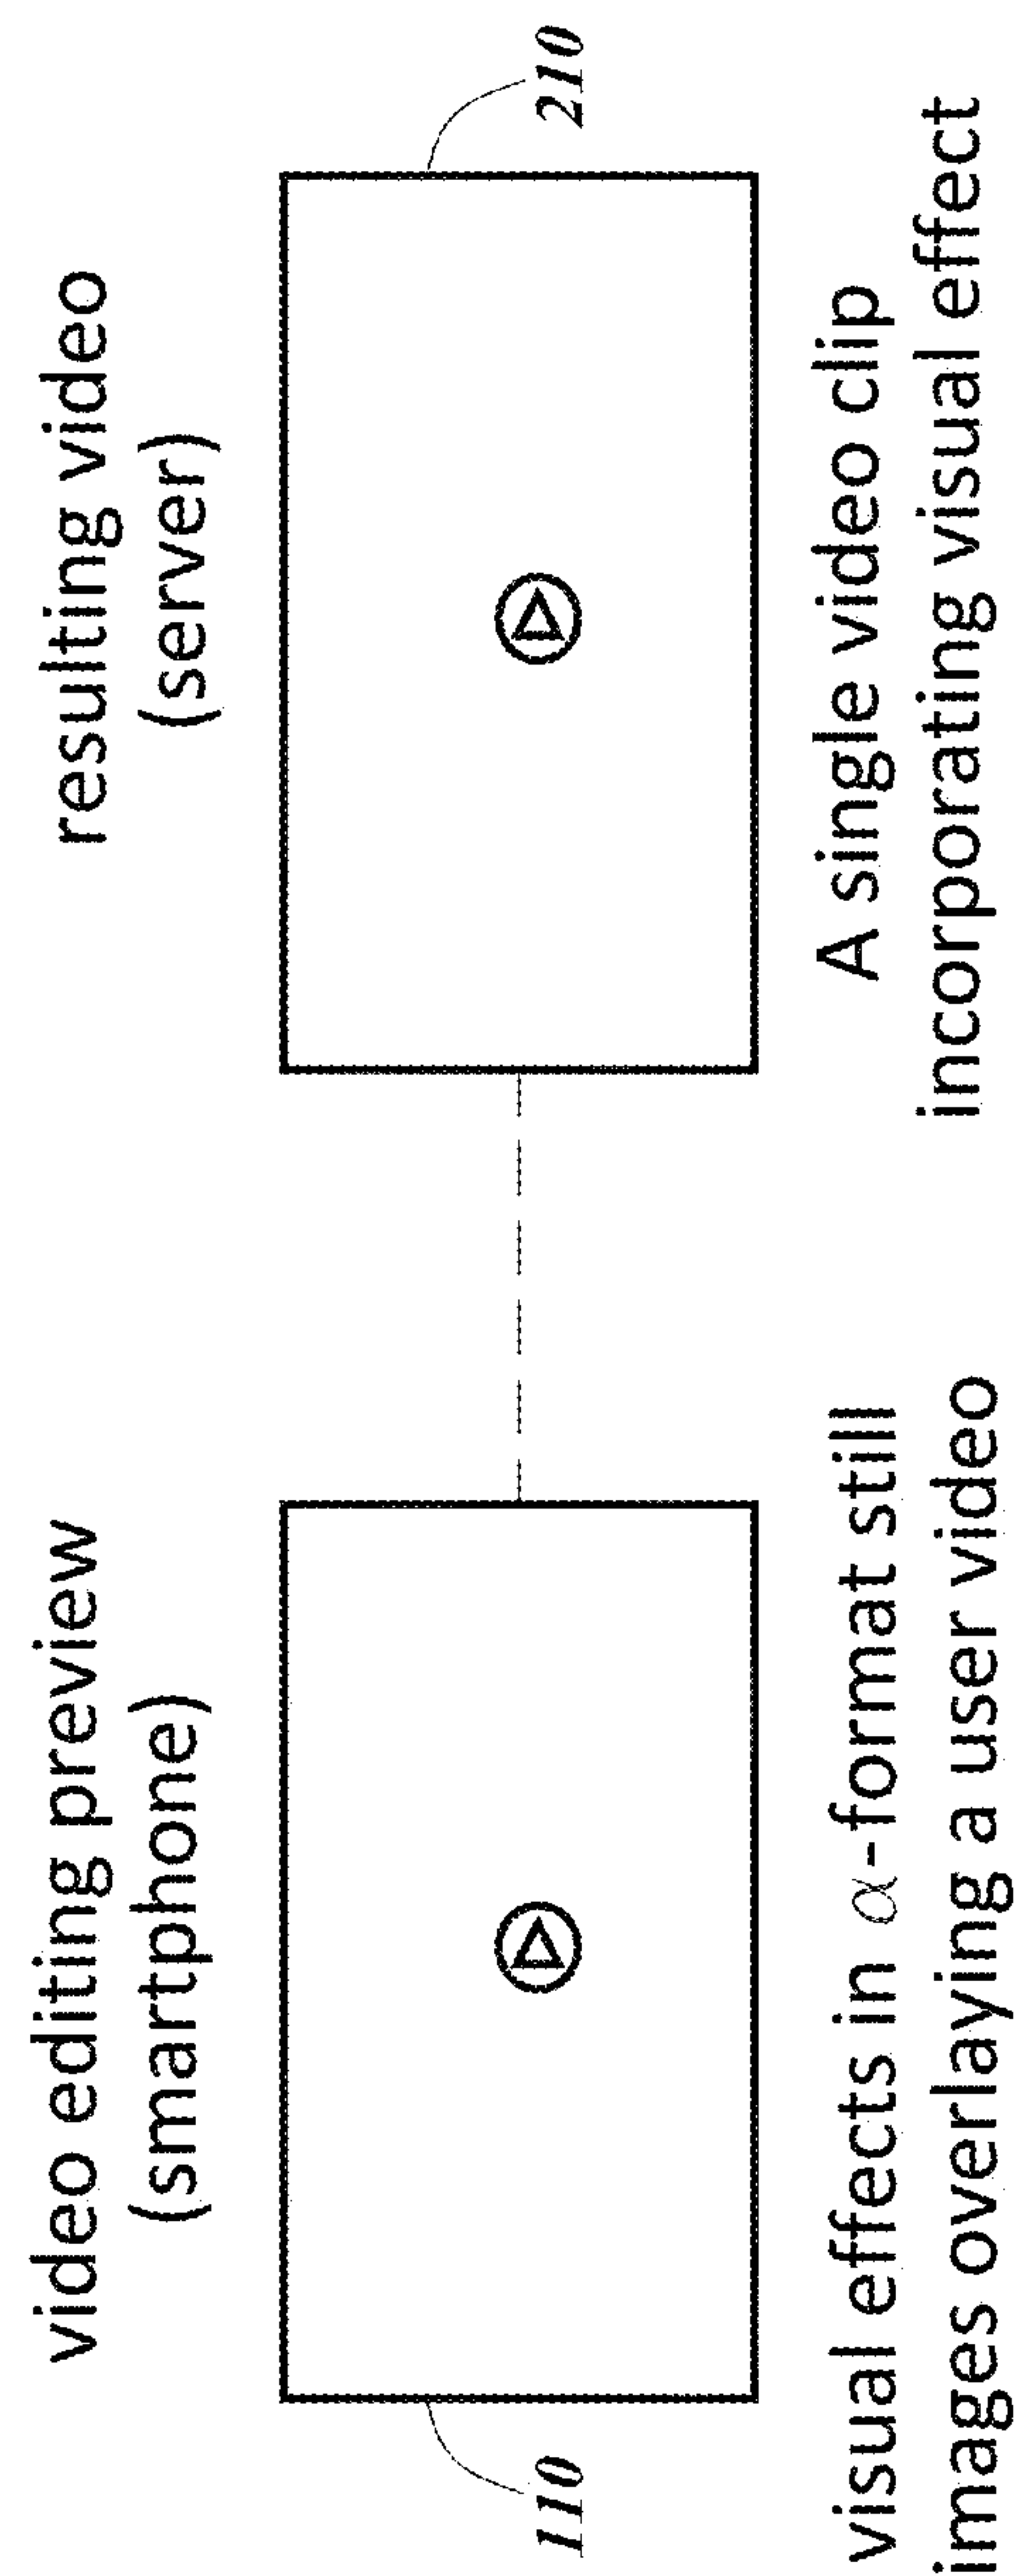 video editing preview
(smartphone)
110
visual effects in α-format still
images overlaying a user video
resulting video
(server)
210
A single video clip
incorporating visual effect